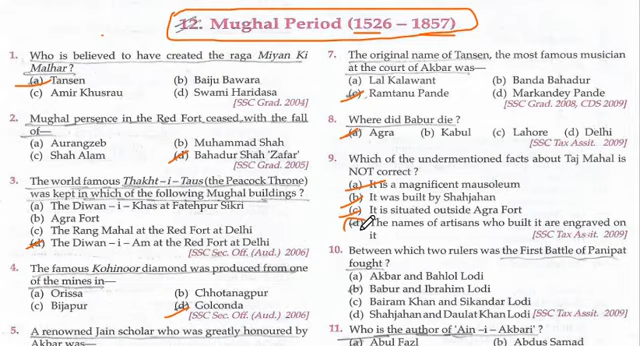 12. Mughal Period (1526 – 1857)
1. Who is believed to have created the raga Miyan Ki
Malhar ?
(a) Tansen (b) Baiju Bawara
(c) Amir Khusrau (d) Swami Haridasa
[SSC Grad. 2004]
2. Mughal persence in the Red Fort ceased with the fall
of—
(a) Aurangzeb (b) Muhammad Shah
(c) Shah Alam (d) Bahadur Shah 'Zafar'
[SSC Grad. 2005]
3. The world famous Thakht – i – Taus (the Peacock Throne)
was kept in which of the following Mughal buildings ?
(a) The Diwan – i – Khas at Fatehpur Sikri
(b) Agra Fort
(c) The Rang Mahal at the Red Fort at Delhi
(d) The Diwan – i – Am at the Red Fort at Delhi
[SSC Sec. Off. (Aud.) 2006]
4. The famous Kohinoor diamond was produced from one
of the mines in—
(a) Orissa (b) Chhotanagpur
(c) Bijapur (d) Golconda
[SSC Sec. Off. (Aud.) 2006]
5. A renowned Jain scholar who was greatly honoured by
Akbar was—
7. The original name of Tansen, the most famous musician
at the court of Akbar was—
(a) Lal Kalawant (b) Banda Bahadur
(c) Ramtanu Pande (d) Markandey Pande
[SSC Grad. 2008, CDS 2009]
8. Where did Babur die ?
(a) Agra (b) Kabul (c) Lahore (d) Delhi
[SSC Tax Assit. 2009]
9. Which of the undermentioned facts about Taj Mahal is
NOT correct ?
(a) It is a magnificent mausoleum
(b) It was built by Shahjahan
(c) It is situated outside Agra Fort
(d) The names of artisans who built it are engraved on
it [SSC Tax Assit. 2009]
10. Between which two rulers was the First Battle of Panipat
fought ?
(a) Akbar and Bahlol Lodi
(b) Babur and Ibrahim Lodi
(c) Bairam Khan and Sikandar Lodi
(d) Shahjahan and Daulat Khan Lodi [SSC Tax Assit. 2009]
11. Who is the author of 'Ain –i – Akbari' ?
(a) Abul Fazl (b) Abdus Samad